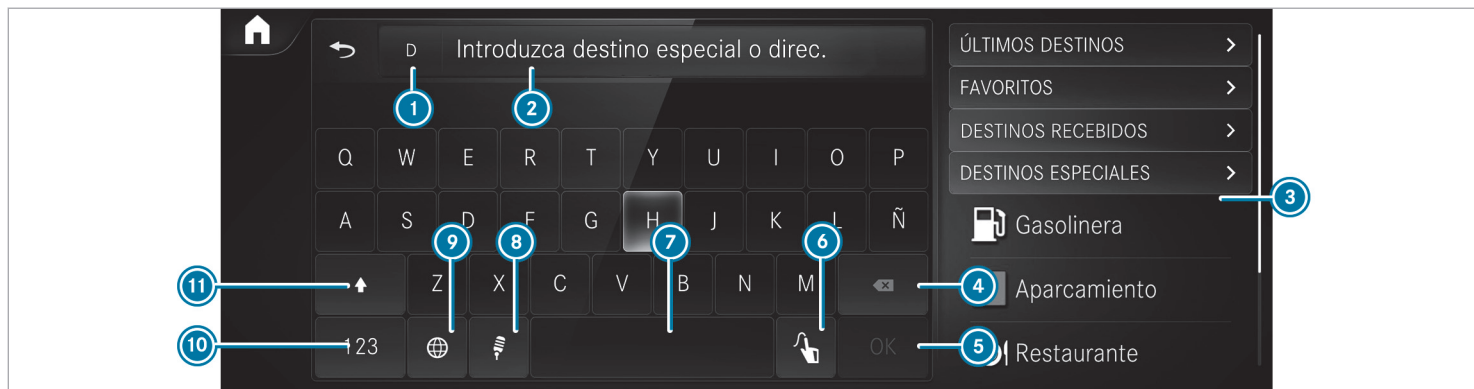 D Introduzca destino especial o direc.
1
2
Q W E R T Y U I O P
A S D F G H J K L Ñ
9
8
7
6
11
Z X C V B N M
10
123
OK
ÚLTIMOS DESTINOS
FAVORITOS
DESTINOS RECEBIDOS
DESTINOS ESPECIALES
3
Gasolinera
4
Aparcamiento
5
Restaurante